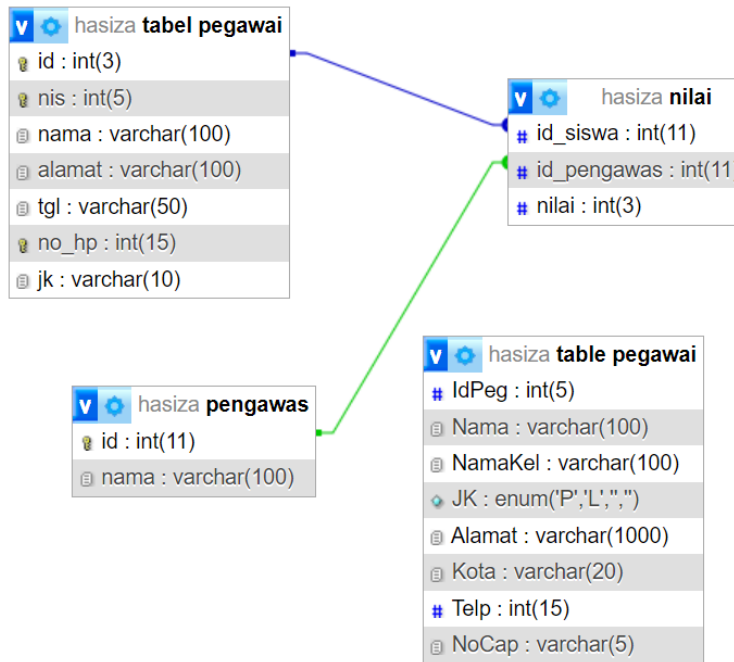 v hasiza tabel pegawai
id : int(3)
nis : int(5)
nama : varchar(100)
alamat : varchar(100)
tgl : varchar(50)
no_hp : int(15)
jk : varchar(10)
v hasiza nilai
# id_siswa : int(11)
# id_pengawas : int(11
# nilai : int(3)
v hasiza pengawas
id : int(11)
nama : varchar(100)
v hasiza table pegawai
# IdPeg : int(5)
Nama : varchar(100)
NamaKel : varchar(100)
JK : enum('P','L','','')
Alamat : varchar(1000)
Kota : varchar(20)
# Telp : int(15)
NoCap : varchar(5)